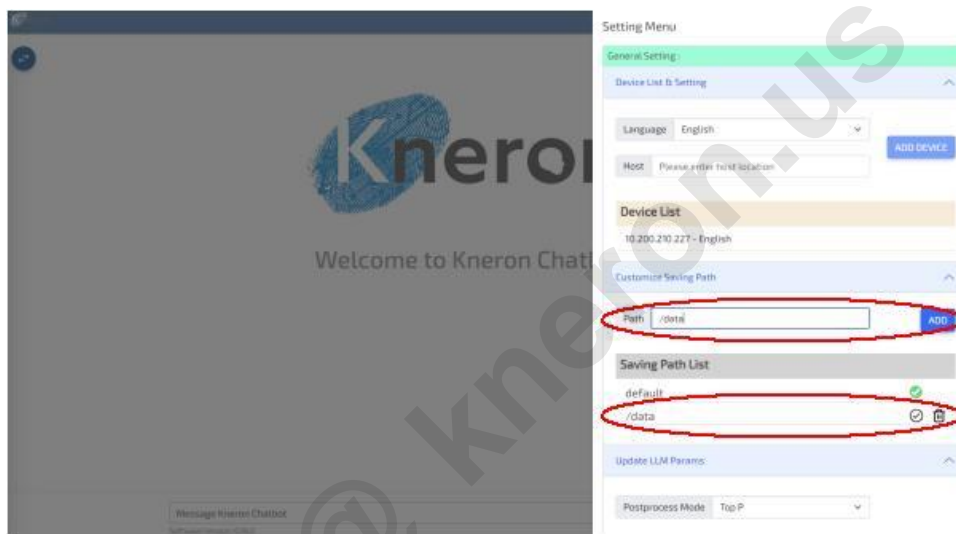 Setting Menu
General Setting :
Device List & Setting
Language English
Host Please enter host location
ADD DEVICE
Device List
10.200.210.227 - English
Kneron
Welcome to Kneron Chatb
Customize Saving Path
Path /data
ADD
Saving Path List
default
/data
Update LLM Params:
Postprocess Mode Top P
Message Kneron Chatbot
@ kneron.us